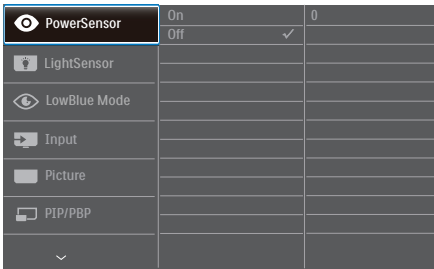 PowerSensor
On
0
Off
LightSensor
LowBlue Mode
Input
Picture
PIP/PBP